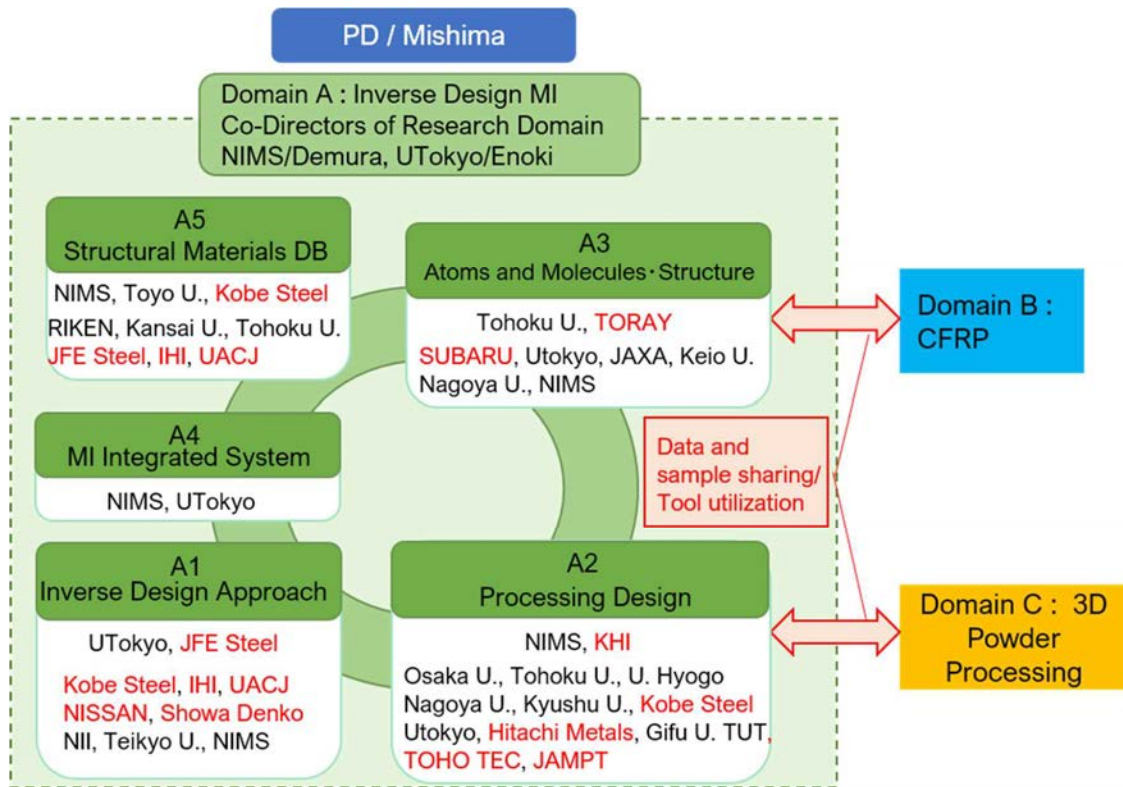 PD / Mishima
Domain A : Inverse Design MI
Co-Directors of Research Domain
NIMS/Demura, UTokyo/Enoki
A5
Structural Materials DB
NIMS, Toyo U., Kobe Steel
RIKEN, Kansai U., Tohoku U.
JFE Steel, IHI, UACJ
A3
Atoms and Molecules･Structure
Tohoku U., TORAY
SUBARU, Utokyo, JAXA, Keio U.
Nagoya U., NIMS
Domain B :
CFRP
A4
MI Integrated System
NIMS, UTokyo
Data and
sample sharing/
Tool utilization
A1
Inverse Design Approach
UTokyo, JFE Steel
Kobe Steel, IHI, UACJ
NISSAN, Showa Denko
NII, Teikyo U., NIMS
A2
Processing Design
NIMS, KHI
Osaka U., Tohoku U., U. Hyogo
Nagoya U., Kyushu U., Kobe Steel
Utokyo, Hitachi Metals, Gifu U. TUT,
TOHO TEC, JAMPT
Domain C : 3D
Powder
Processing